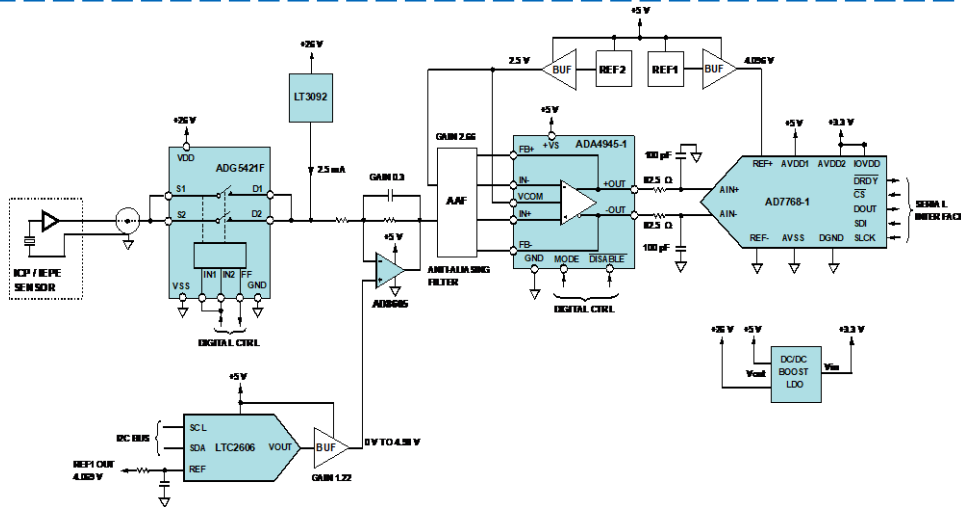 +5 V
2.5 V
BUF
REF2
REF1
BUF
4.096 V
+26 V
LT3092
2.5 mA
+26 V
VDD
ADG5421F
S1
D1
S2
D2
IN1
IN2
FF
VSS
GND
DIGITAL CTRL
ICP / IEPE
SENSOR
GAIN 0.3
+5 V
AD8605
GAIN 2.66
AAF
ANTI-ALIASING
FILTER
+5 V
+VS
ADA4945-1
FB+
IN-
VCOM
IN+
FB-
+OUT
-OUT
GND
MODE
DISABLE
DIGITAL CTRL
100 pF
82.5 Ω
82.5 Ω
100 pF
+5 V
+3.3 V
REF+
AVDD1
AVDD2
IOVDD
AIN+
AIN-
AD7768-1
DRDY
CS
DOUT
SDI
SLCK
REF-
AVSS
DGND
SERIAL
INTERFACE
+26 V
+5 V
+3.3 V
Vout
DC/DC
BOOST
LDO
Vin
+5 V
I2C BUS
SCL
SDA
REF
LTC2606
VOUT
BUF
GAIN 1.22
0 V TO 4.98 V
REF1 OUT